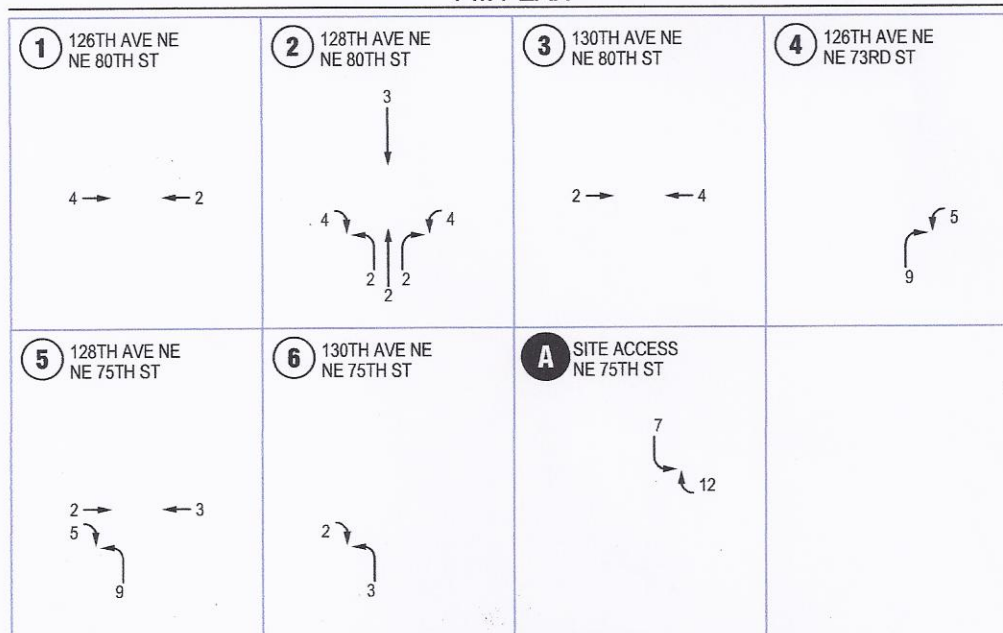 1 126TH AVE NE
NE 80TH ST
4 2
2 128TH AVE NE
NE 80TH ST
3
4 4
2 2
2
3 130TH AVE NE
NE 80TH ST
2 4
4 126TH AVE NE
NE 73RD ST
5
9
5 128TH AVE NE
NE 75TH ST
2 3
5
9
6 130TH AVE NE
NE 75TH ST
2
3
A SITE ACCESS
NE 75TH ST
7
12